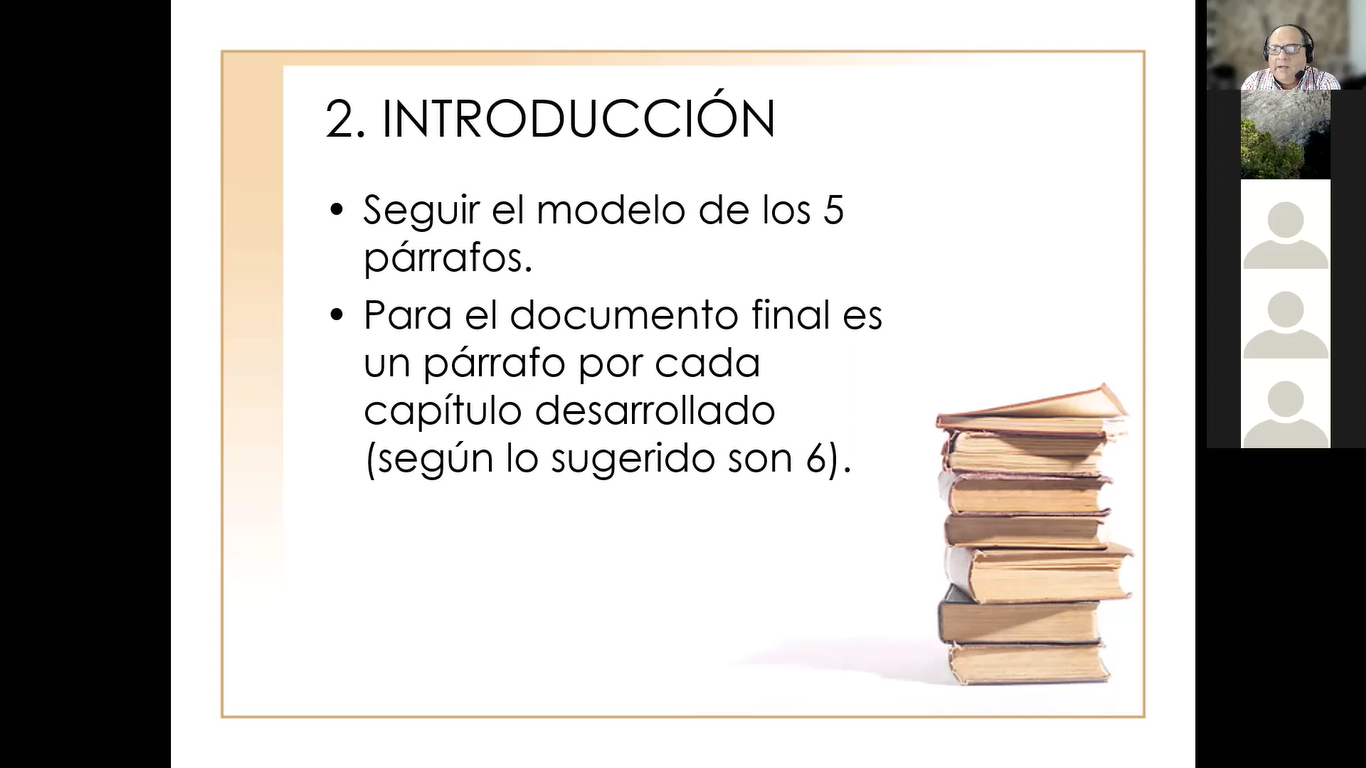 2. INTRODUCCIÓN
• Seguir el modelo de los 5
párrafos.
• Para el documento final es
un párrafo por cada
capítulo desarrollado
(según lo sugerido son 6).